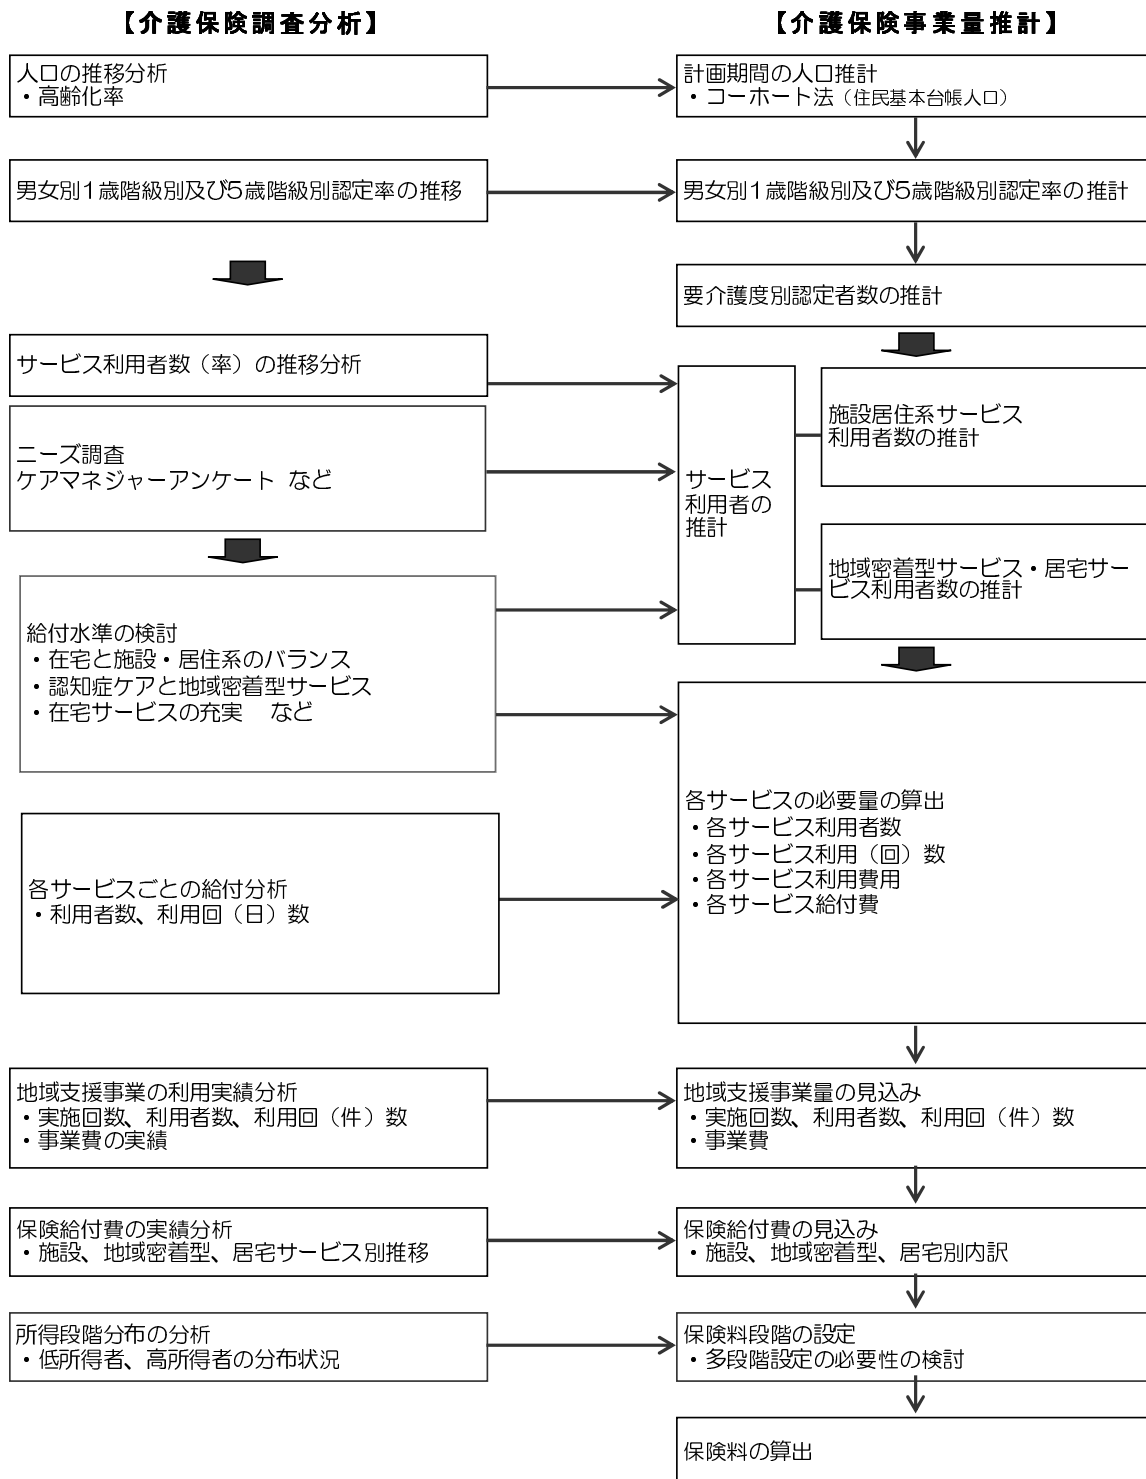 【介護保険調査分析】
【介護保険事業量推計】
人口の推移分析
・高齢化率
計画期間の人口推計
・コーホート法（住民基本台帳人口）
男女別１歳階級別及び５歳階級別認定率の推移
男女別１歳階級別及び５歳階級別認定率の推計
要介護度別認定者数の推計
サービス利用者数（率）の推移分析
ニーズ調査
ケアマネジャーアンケート など
サービス
利用者の
推計
施設居住系サービス
利用者数の推計
地域密着型サービス・居宅サー
ビス利用者数の推計
給付水準の検討
・在宅と施設・居住系のバランス
・認知症ケアと地域密着型サービス
・在宅サービスの充実　など
各サービスの必要量の算出
・各サービス利用者数
・各サービス利用（回）数
・各サービス利用費用
・各サービス給付費
各サービスごとの給付分析
・利用者数、利用回（日）数
地域支援事業の利用実績分析
・実施回数、利用者数、利用回（件）数
・事業費の実績
地域支援事業量の見込み
・実施回数、利用者数、利用回（件）数
・事業費
保険給付費の実績分析
・施設、地域密着型、居宅サービス別推移
保険給付費の見込み
・施設、地域密着型、居宅別内訳
所得段階分布の分析
・低所得者、高所得者の分布状況
保険料段階の設定
・多段階設定の必要性の検討
保険料の算出